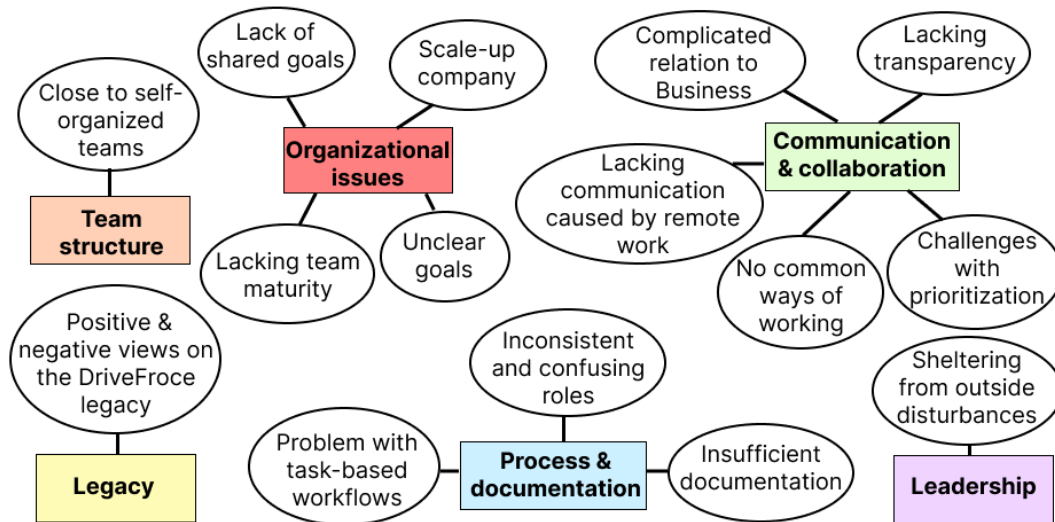 Lack of
shared goals
Scale-up
company
Complicated
relation to
Business
Lacking
transparency
Close to self-
organized
teams
Organizational
issues
Communication
& collaboration
Team
structure
Lacking team
maturity
Unclear
goals
Lacking
communication
caused by remote
work
No common
ways of
working
Challenges
with
prioritization
Positive &
negative views on
the DriveFroce
legacy
Legacy
Inconsistent
and confusing
roles
Problem with
task-based
workflows
Process &
documentation
Insufficient
documentation
Sheltering
from outside
disturbances
Leadership